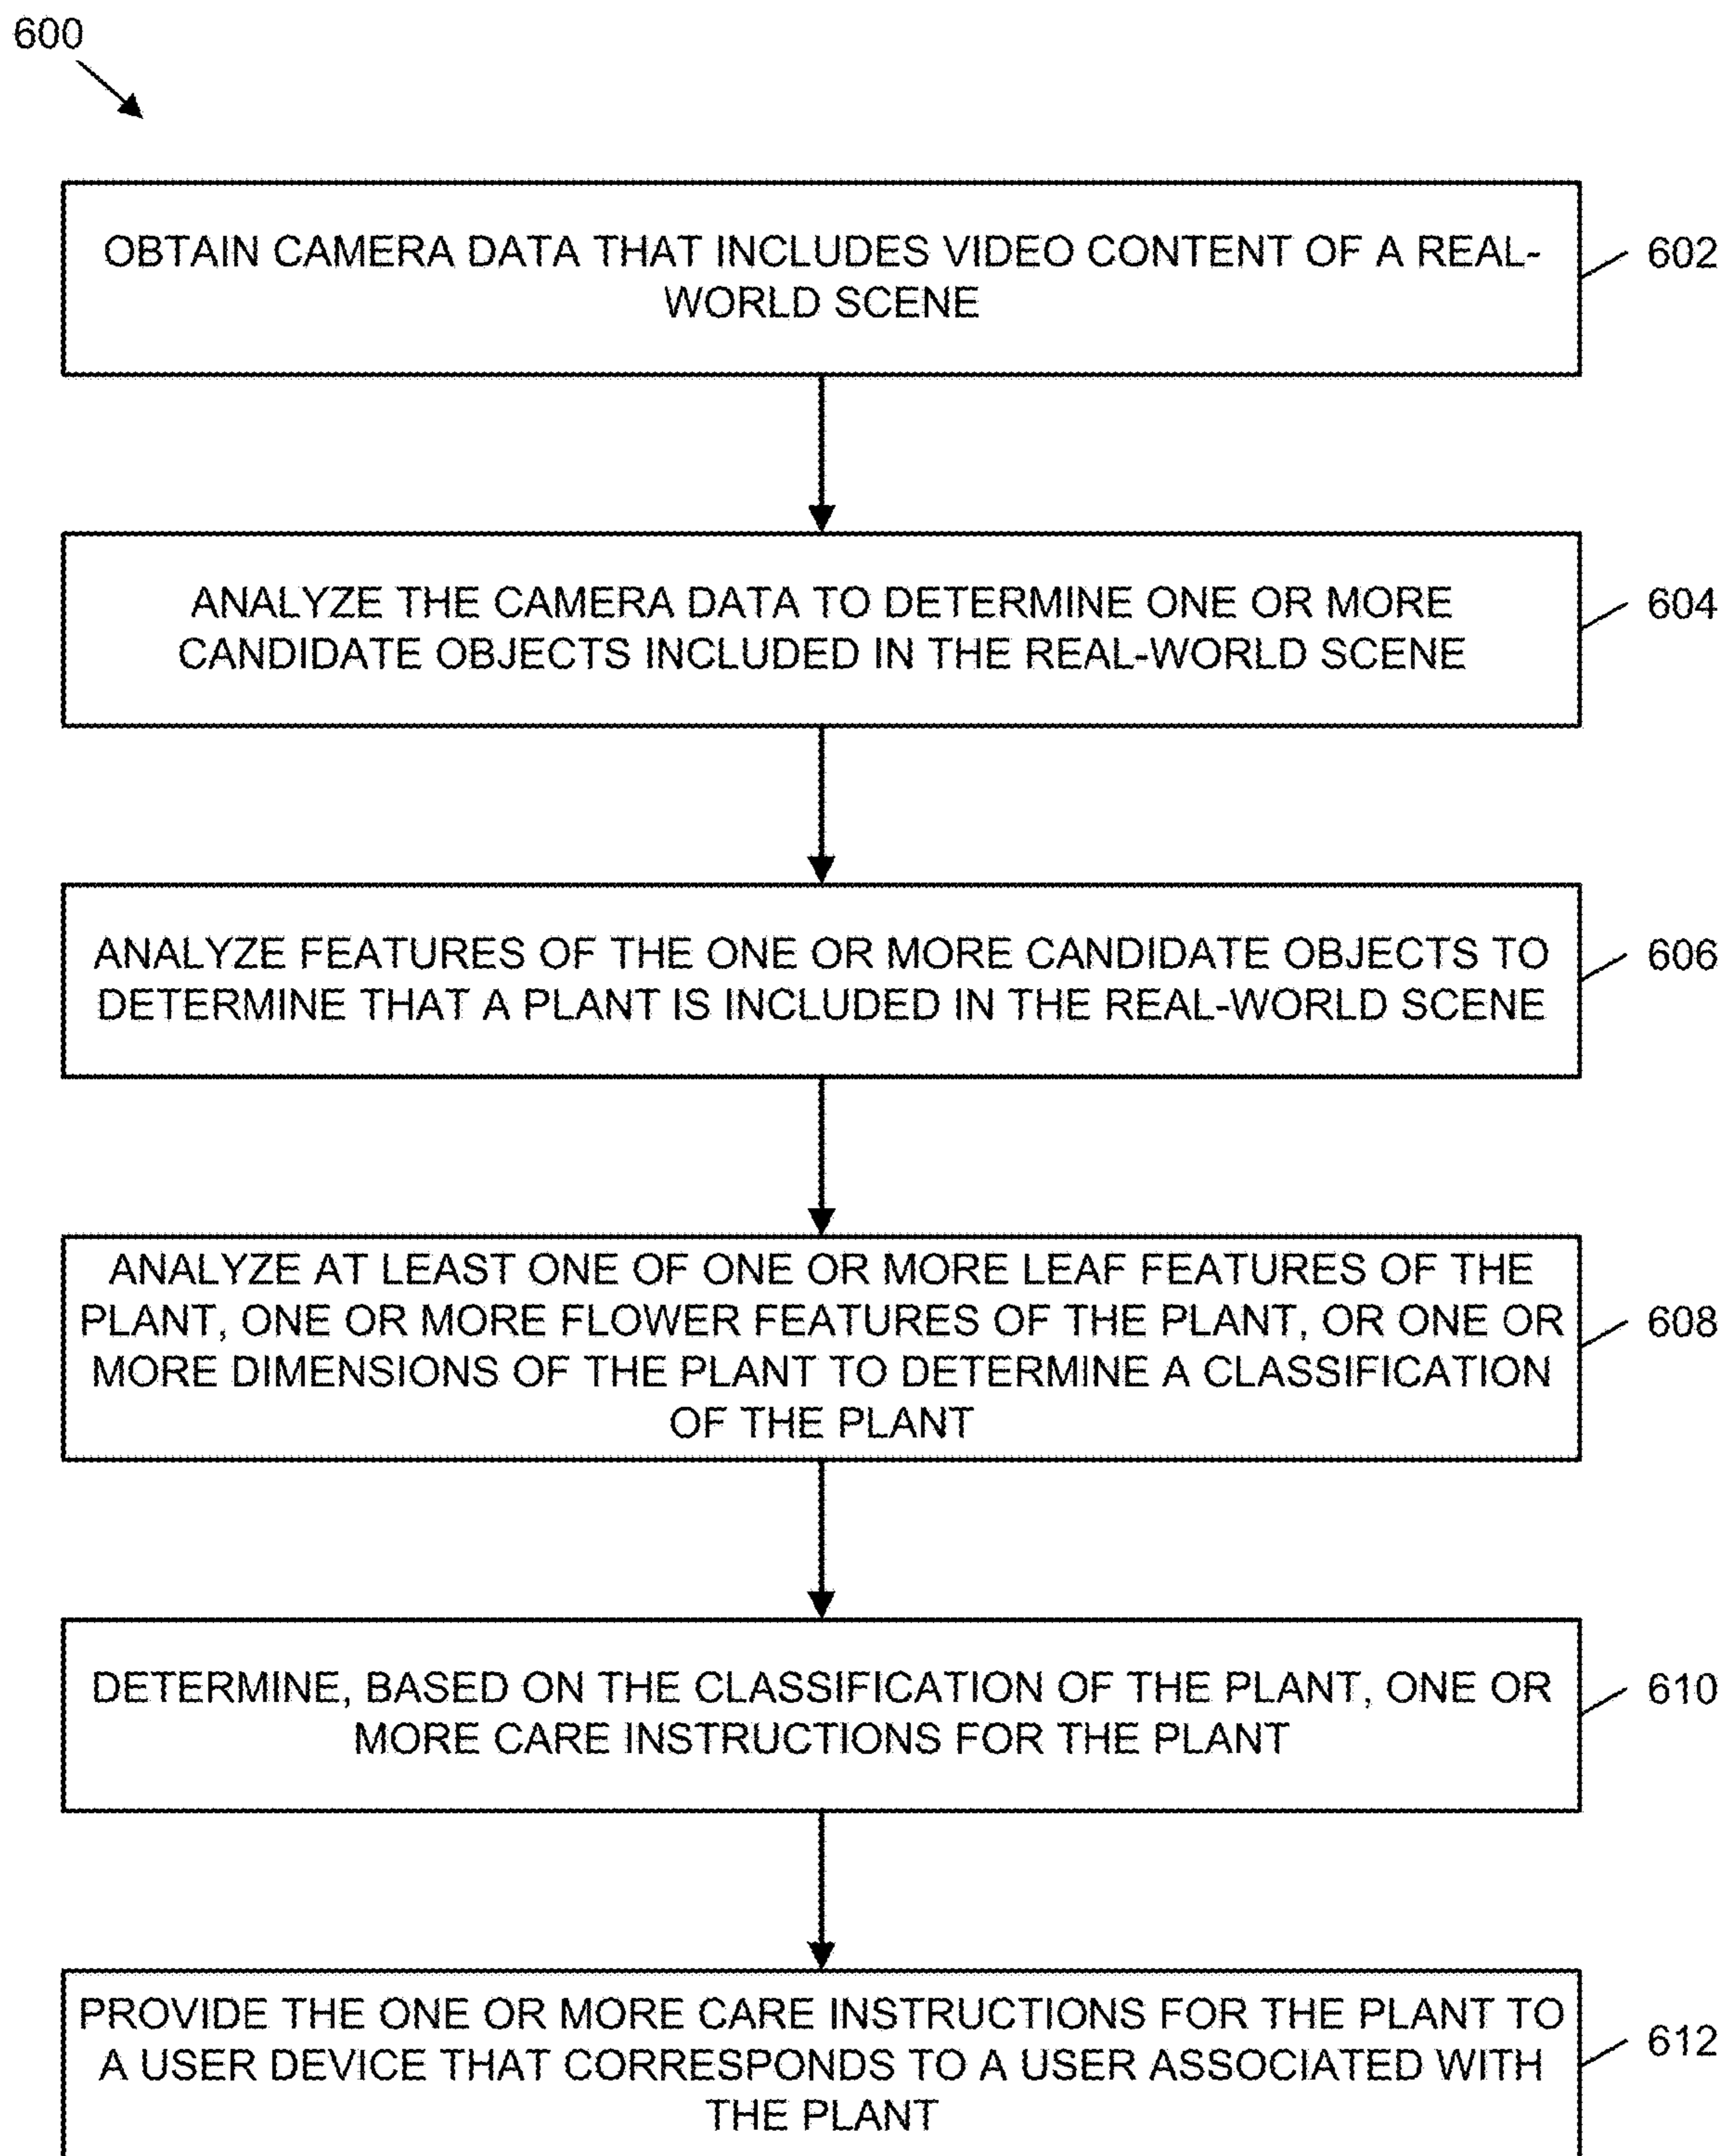 600
OBTAIN CAMERA DATA THAT INCLUDES VIDEO CONTENT OF A REAL-
WORLD SCENE
602
ANALYZE THE CAMERA DATA TO DETERMINE ONE OR MORE
CANDIDATE OBJECTS INCLUDED IN THE REAL-WORLD SCENE
604
ANALYZE FEATURES OF THE ONE OR MORE CANDIDATE OBJECTS TO
DETERMINE THAT A PLANT IS INCLUDED IN THE REAL-WORLD SCENE
606
ANALYZE AT LEAST ONE OF ONE OR MORE LEAF FEATURES OF THE
PLANT, ONE OR MORE FLOWER FEATURES OF THE PLANT, OR ONE OR
MORE DIMENSIONS OF THE PLANT TO DETERMINE A CLASSIFICATION
OF THE PLANT
608
DETERMINE, BASED ON THE CLASSIFICATION OF THE PLANT, ONE OR
MORE CARE INSTRUCTIONS FOR THE PLANT
610
PROVIDE THE ONE OR MORE CARE INSTRUCTIONS FOR THE PLANT TO
A USER DEVICE THAT CORRESPONDS TO A USER ASSOCIATED WITH
THE PLANT
612